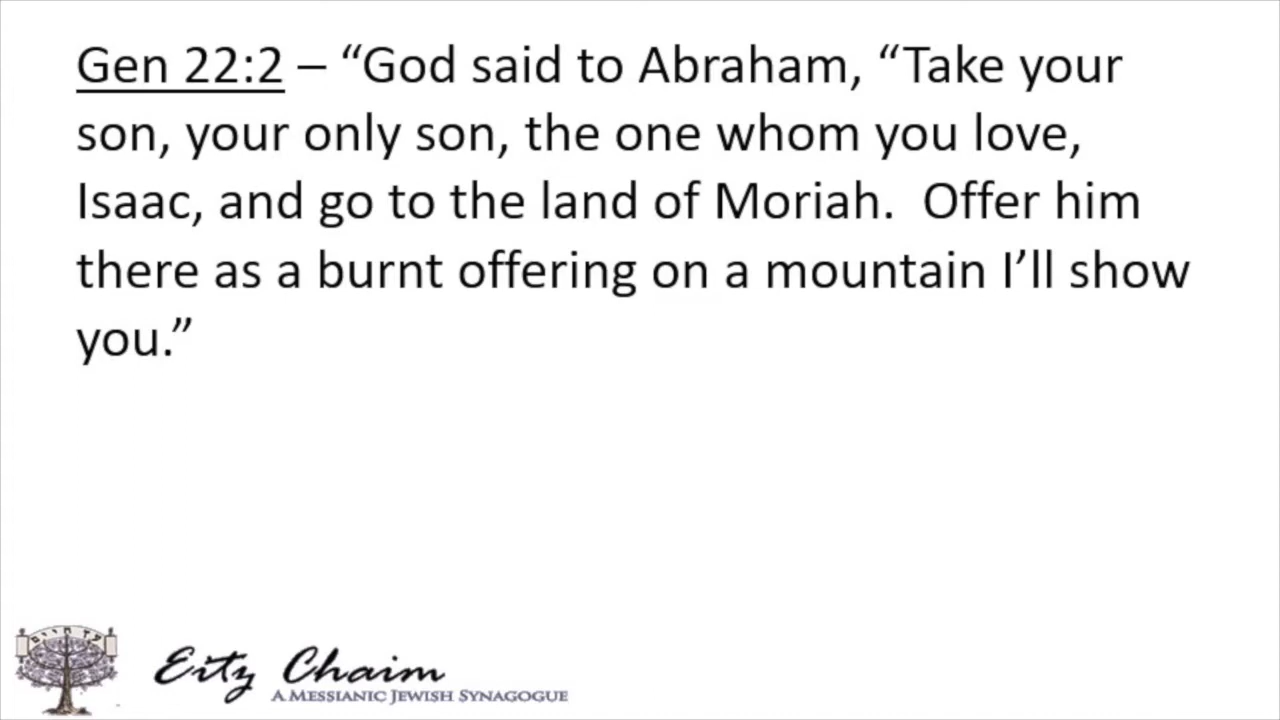 Gen 22:2 – “God said to Abraham, “Take your
son, your only son, the one whom you love,
Isaac, and go to the land of Moriah.  Offer him
there as a burnt offering on a mountain I’ll show
you.”
עץ חיים
Eitz Chaim
A Messianic Jewish Synagogue